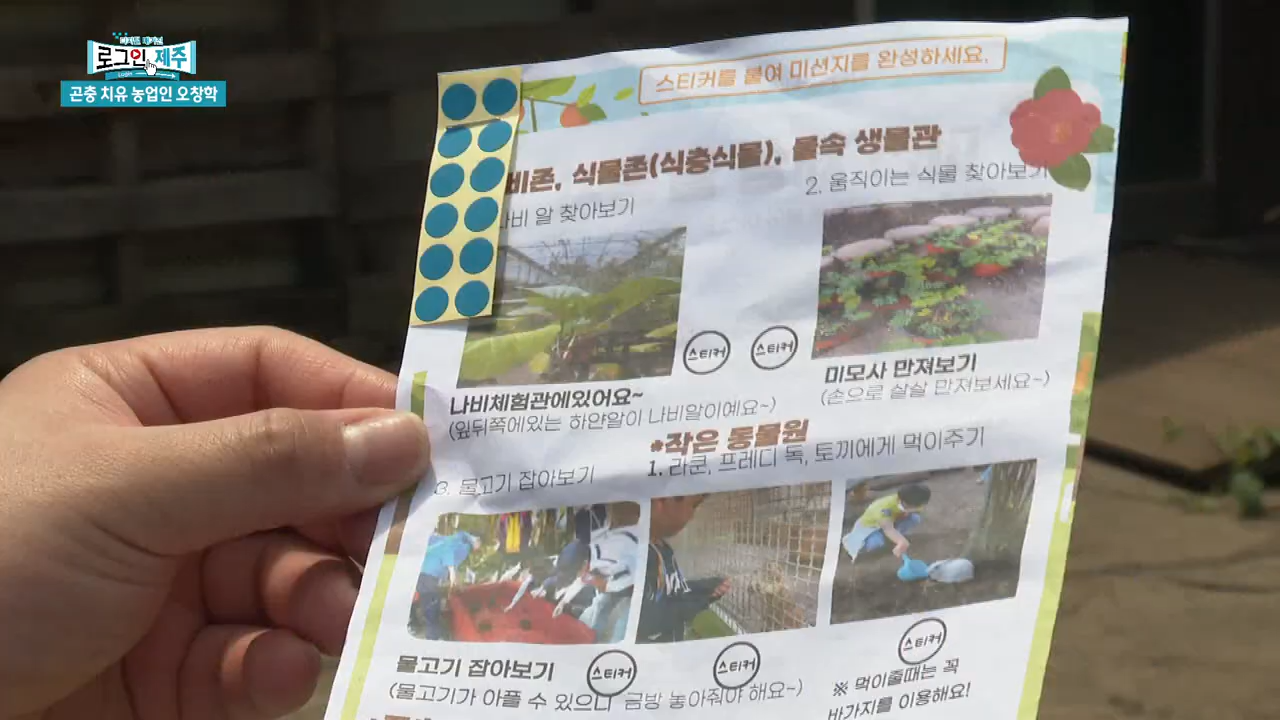 로그인 제주
곤충 치유 농업인 오창학
스티커를 붙여 미션지를 완성하세요.
비존, 식물존(식충식물), 물속 생물관
나비 알 찾아보기
2. 움직이는 식물 찾아보기
스티커
스티커
나비체험관에있어요~
(잎뒤쪽에있는 하얀알이 나비알이예요~)
미모사 만져보기
(손으로 살살 만져보세요~)
*작은 동물원
1. 라쿤, 프레디 독, 토끼에게 먹이주기
3. 물고기 잡아보기
물고기 잡아보기
스티커
스티커
스티커
(물고기가 아플 수 있으니 금방 놓아줘야 해요~)
※ 먹이줄때는 꼭
바가지를 이용해요!